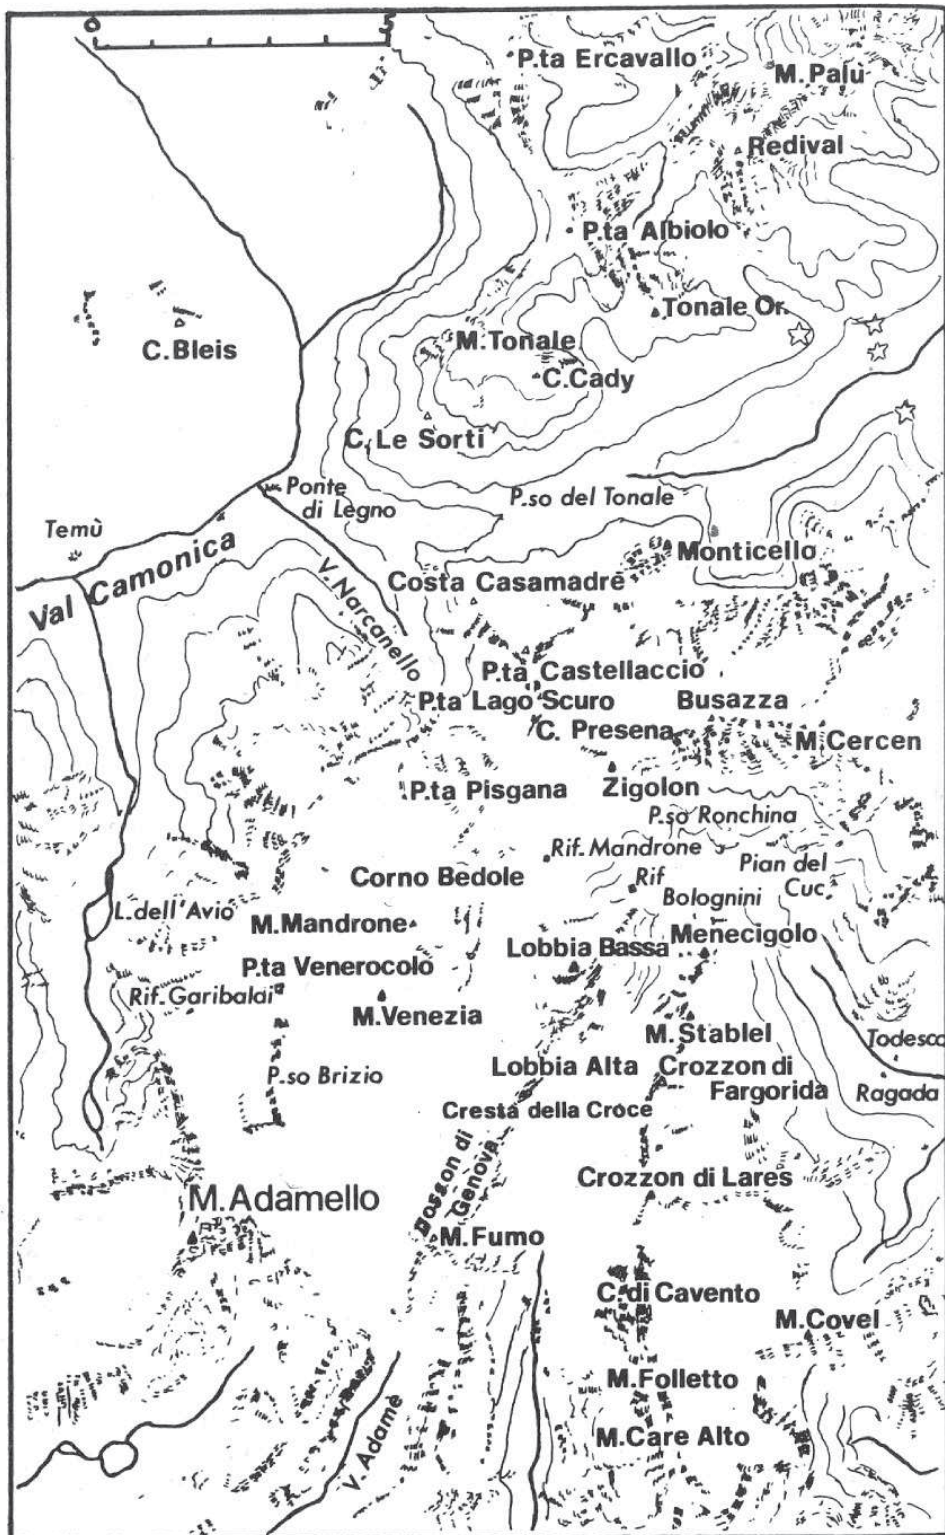 0 5
P.ta Ercavallo
M. Palù
Redival
P.ta Albiolo
Tonale Or.
M. Tonale
C. Bleis
C. Cady
C. Le Sorti
Ponte
di Legno
P.so del Tonale
Temù
Val Camonica
V. Narcanello
Monticello
Costa Casamadre
P.ta Castellaccio
P.ta Lago Scuro
Busazza
C. Presena
M. Cercen
P.ta Pisgana
Zigolon
P.so Ronchina
Rif. Mandrone
Pian del
Cuc
Corno Bedole
Rif
Bolognini
L. dell'Avio
M. Mandrone
Menecigolo
Lobbia Bassa
P.ta Venerocolo
Rif. Garibaldi
M. Venezia
M. Stablel
Todesca
Lobbia Alta
Crozzon di
Fargorida
P.so Brizio
Ragada
Cresta della Croce
Dosson di
Genova
Crozzon di Lares
M. Adamello
M. Fumo
C. di Cavento
M. Covel
M. Folletto
V. Adamè
M. Care Alto